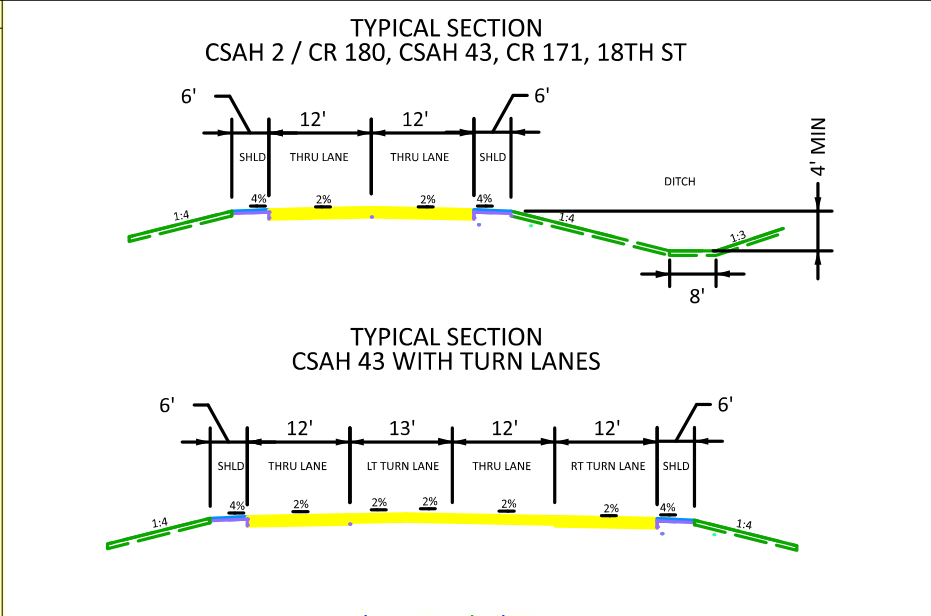 TYPICAL SECTION
CSAH 2 / CR 180, CSAH 43, CR 171, 18TH ST
6' 12' 12' 6'
SHLD THRU LANE THRU LANE SHLD
4' MIN
DITCH
4% 2% 2% 4%
1:4 1:4
1:3
8'
TYPICAL SECTION
CSAH 43 WITH TURN LANES
6' 6'
12' 13' 12' 12'
SHLD THRU LANE LT TURN LANE THRU LANE RT TURN LANE SHLD
4% 2% 2% 2% 2% 2% 4%
1:4 1:4